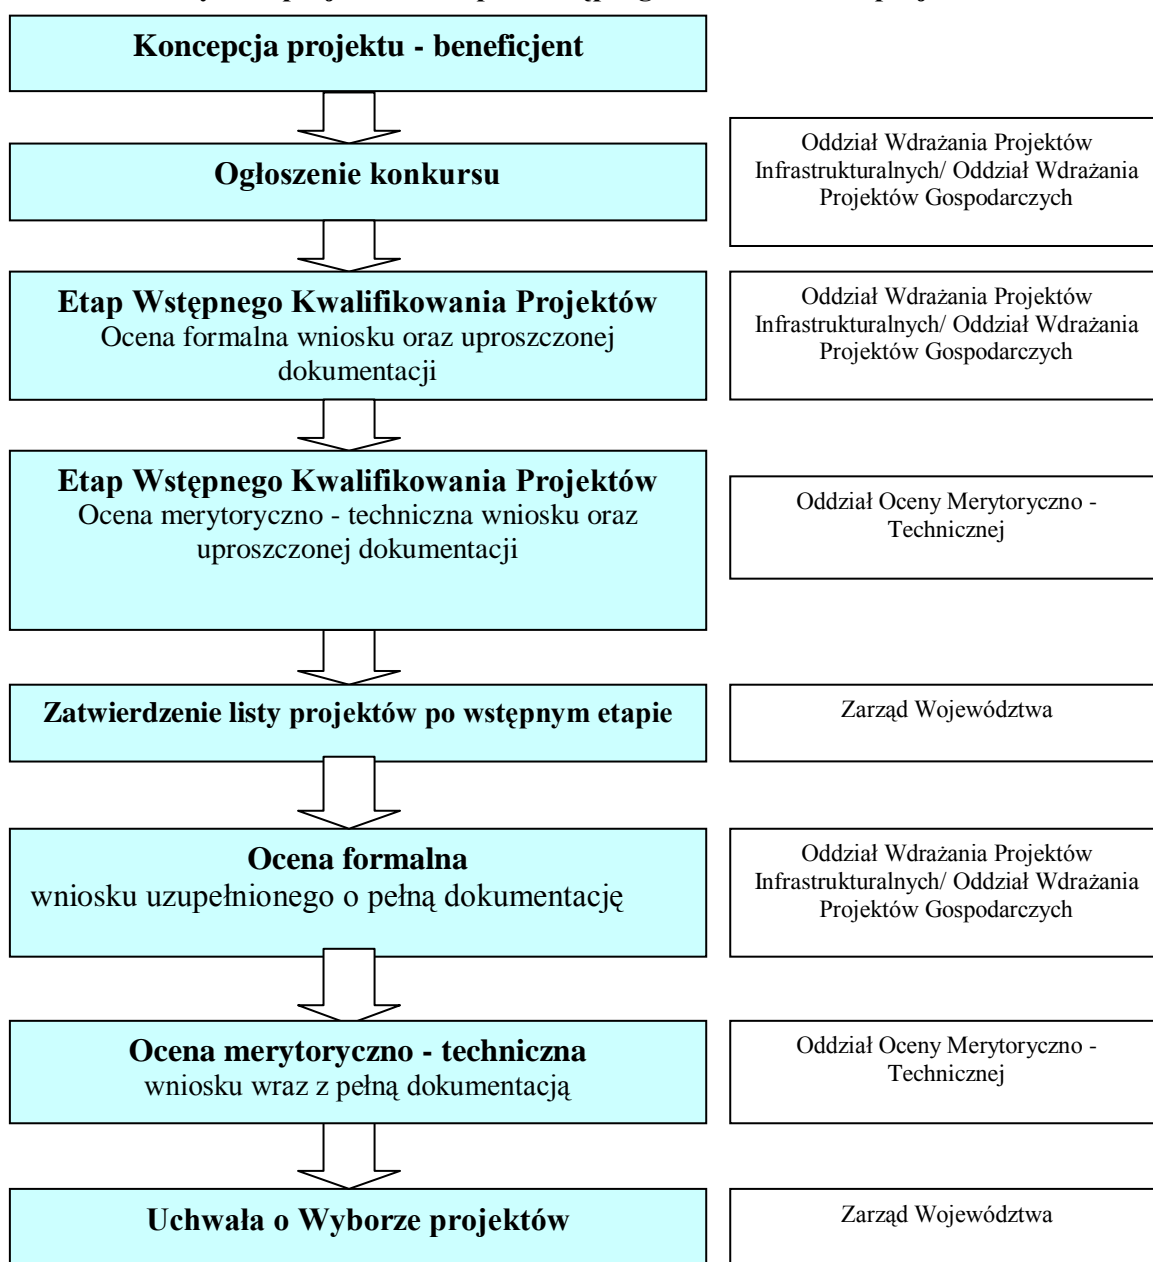 Koncepcja projektu - beneficjent
Ogłoszenie konkursu
Oddział Wdrażania Projektów
Infrastrukturalnych/ Oddział Wdrażania
Projektów Gospodarczych
Etap Wstępnego Kwalifikowania Projektów
Ocena formalna wniosku oraz uproszczonej
dokumentacji
Oddział Wdrażania Projektów
Infrastrukturalnych/ Oddział Wdrażania
Projektów Gospodarczych
Etap Wstępnego Kwalifikowania Projektów
Ocena merytoryczno - techniczna wniosku oraz
uproszczonej dokumentacji
Oddział Oceny Merytoryczno -
Technicznej
Zatwierdzenie listy projektów po wstępnym etapie
Zarząd Województwa
Ocena formalna
wniosku uzupełnionego o pełną dokumentację
Oddział Wdrażania Projektów
Infrastrukturalnych/ Oddział Wdrażania
Projektów Gospodarczych
Ocena merytoryczno - techniczna
wniosku wraz z pełną dokumentacją
Oddział Oceny Merytoryczno -
Technicznej
Uchwała o Wyborze projektów
Zarząd Województwa